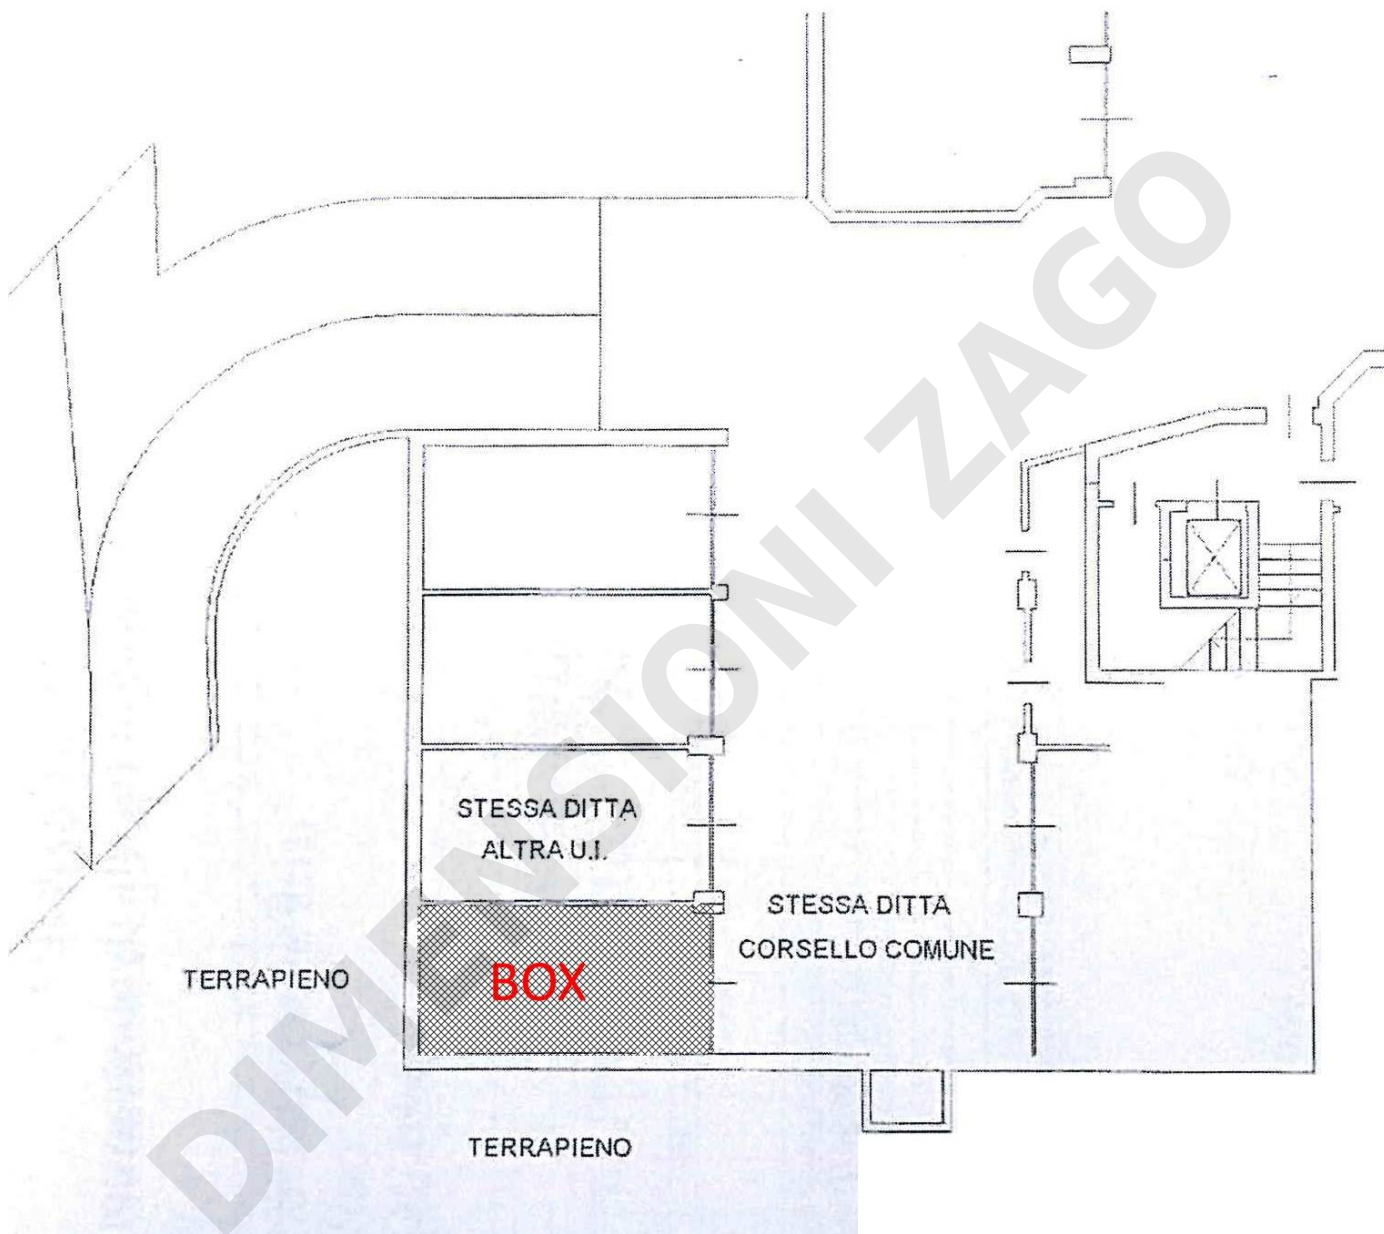 STESSA DITTA
ALTRA U.I.
STESSA DITTA
CORSELLO COMUNE
BOX
TERRAPIENO
TERRAPIENO
DIMENSIONI ZAGO